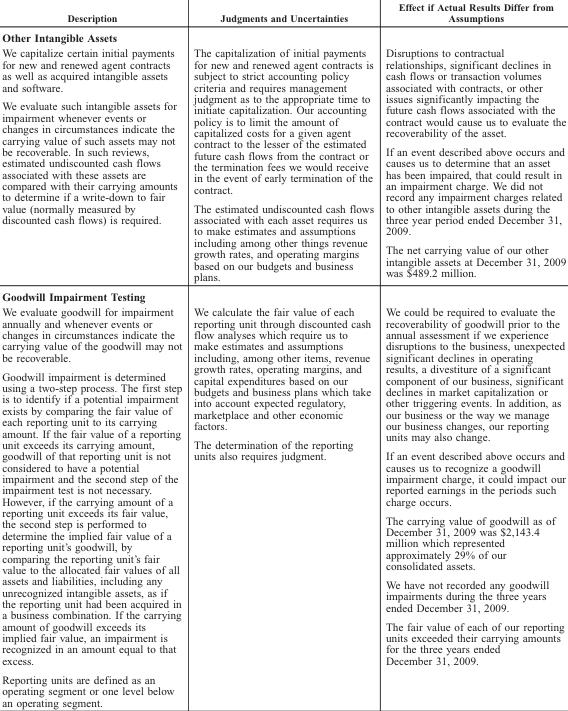 Description
Judgments and Uncertainties
Effect if Actual Results Differ from
Assumptions
Other Intangible Assets
We capitalize certain initial payments
for new and renewed agent contracts
as well as acquired intangible assets
and software.
We evaluate such intangible assets for
impairment whenever events or
changes in circumstances indicate the
carrying value of such assets may not
be recoverable. In such reviews,
estimated undiscounted cash flows
associated with these assets are
compared with their carrying amounts
to determine if a write-down to fair
value (normally measured by
discounted cash flows) is required.
The capitalization of initial payments
for new and renewed agent contracts is
subject to strict accounting policy
criteria and requires management
judgment as to the appropriate time to
initiate capitalization. Our accounting
policy is to limit the amount of
capitalized costs for a given agent
contract to the lesser of the estimated
future cash flows from the contract or
the termination fees we would receive
in the event of early termination of the
contract.
The estimated undiscounted cash flows
associated with each asset requires us
to make estimates and assumptions
including among other things revenue
growth rates, and operating margins
based on our budgets and business
plans.
Disruptions to contractual
relationships, significant declines in
cash flows or transaction volumes
associated with contracts, or other
issues significantly impacting the
future cash flows associated with the
contract would cause us to evaluate the
recoverability of the asset.
If an event described above occurs and
causes us to determine that an asset
has been impaired, that could result in
an impairment charge. We did not
record any impairment charges related
to other intangible assets during the
three year period ended December 31,
2009.
The net carrying value of our other
intangible assets at December 31, 2009
was $489.2 million.
Goodwill Impairment Testing
We evaluate goodwill for impairment
annually and whenever events or
changes in circumstances indicate the
carrying value of the goodwill may not
be recoverable.
Goodwill impairment is determined
using a two-step process. The first step
is to identify if a potential impairment
exists by comparing the fair value of
each reporting unit to its carrying
amount. If the fair value of a reporting
unit exceeds its carrying amount,
goodwill of that reporting unit is not
considered to have a potential
impairment and the second step of the
impairment test is not necessary.
However, if the carrying amount of a
reporting unit exceeds its fair value,
the second step is performed to
determine the implied fair value of a
reporting unit's goodwill, by
comparing the reporting unit's fair
value to the allocated fair values of all
assets and liabilities, including any
unrecognized intangible assets, as if
the reporting unit had been acquired in
a business combination. If the carrying
amount of goodwill exceeds its
implied fair value, an impairment is
recognized in an amount equal to that
excess.
Reporting units are defined as an
operating segment or one level below
an operating segment.
We calculate the fair value of each
reporting unit through discounted cash
flow analyses which require us to
make estimates and assumptions
including, among other items, revenue
growth rates, operating margins, and
capital expenditures based on our
budgets and business plans which take
into account expected regulatory,
marketplace and other economic
factors.
The determination of the reporting
units also requires judgment.
We could be required to evaluate the
recoverability of goodwill prior to the
annual assessment if we experience
disruptions to the business, unexpected
significant declines in operating
results, a divestiture of a significant
component of our business, significant
declines in market capitalization or
other triggering events. In addition, as
our business or the way we manage
our business changes, our reporting
units may also change.
If an event described above occurs and
causes us to recognize a goodwill
impairment charge, it could impact our
reported earnings in the periods such
charge occurs.
The carrying value of goodwill as of
December 31, 2009 was $2,143.4
million which represented
approximately 29% of our
consolidated assets.
We have not recorded any goodwill
impairments during the three years
ended December 31, 2009.
The fair value of each of our reporting
units exceeded their carrying amounts
for the three years ended
December 31, 2009.